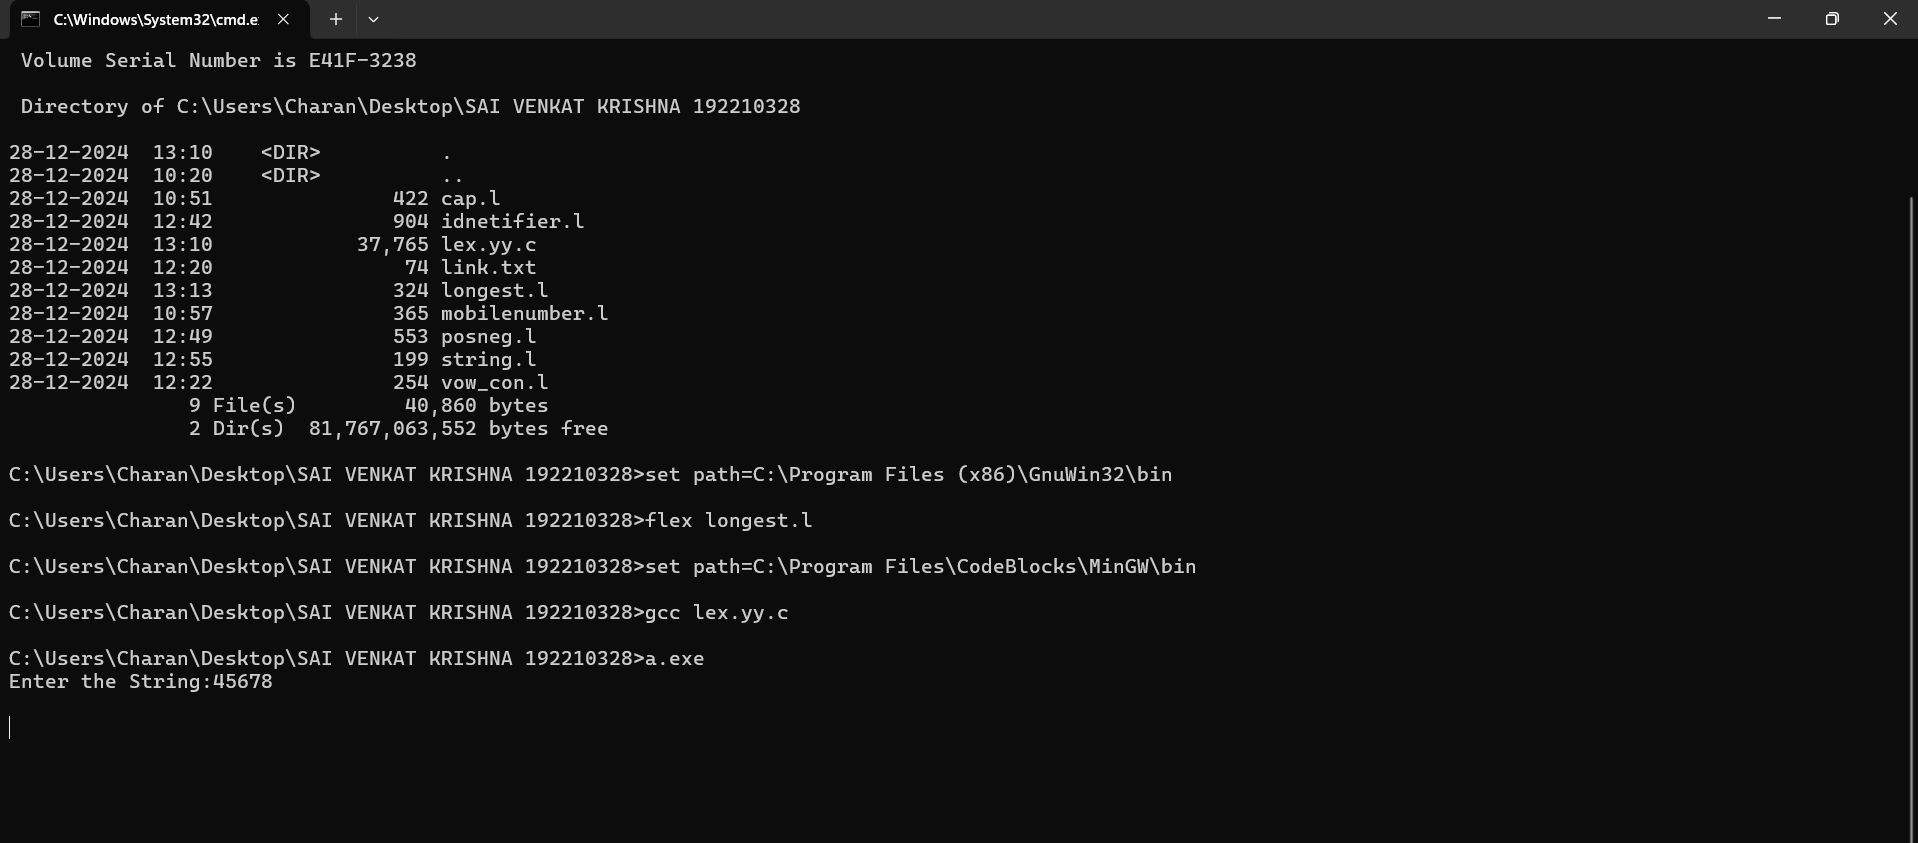 C:\Windows\System32\cmd.e
Volume Serial Number is E41F-3238
Directory of C:\Users\Charan\Desktop\SAI VENKAT KRISHNA 192210328
28-12-2024  13:10    <DIR>          .
28-12-2024  10:20    <DIR>          ..
28-12-2024  10:51               422 cap.l
28-12-2024  12:42               904 idnetifier.l
28-12-2024  13:10            37,765 lex.yy.c
28-12-2024  12:20                74 link.txt
28-12-2024  13:13               324 longest.l
28-12-2024  10:57               365 mobilenumber.l
28-12-2024  12:49               553 posneg.l
28-12-2024  12:55               199 string.l
28-12-2024  12:22               254 vow_con.l
9 File(s)         40,860 bytes
2 Dir(s)  81,767,063,552 bytes free
C:\Users\Charan\Desktop\SAI VENKAT KRISHNA 192210328>set path=C:\Program Files (x86)\GnuWin32\bin
C:\Users\Charan\Desktop\SAI VENKAT KRISHNA 192210328>flex longest.l
C:\Users\Charan\Desktop\SAI VENKAT KRISHNA 192210328>set path=C:\Program Files\CodeBlocks\MinGW\bin
C:\Users\Charan\Desktop\SAI VENKAT KRISHNA 192210328>gcc lex.yy.c
C:\Users\Charan\Desktop\SAI VENKAT KRISHNA 192210328>a.exe
Enter the String:45678